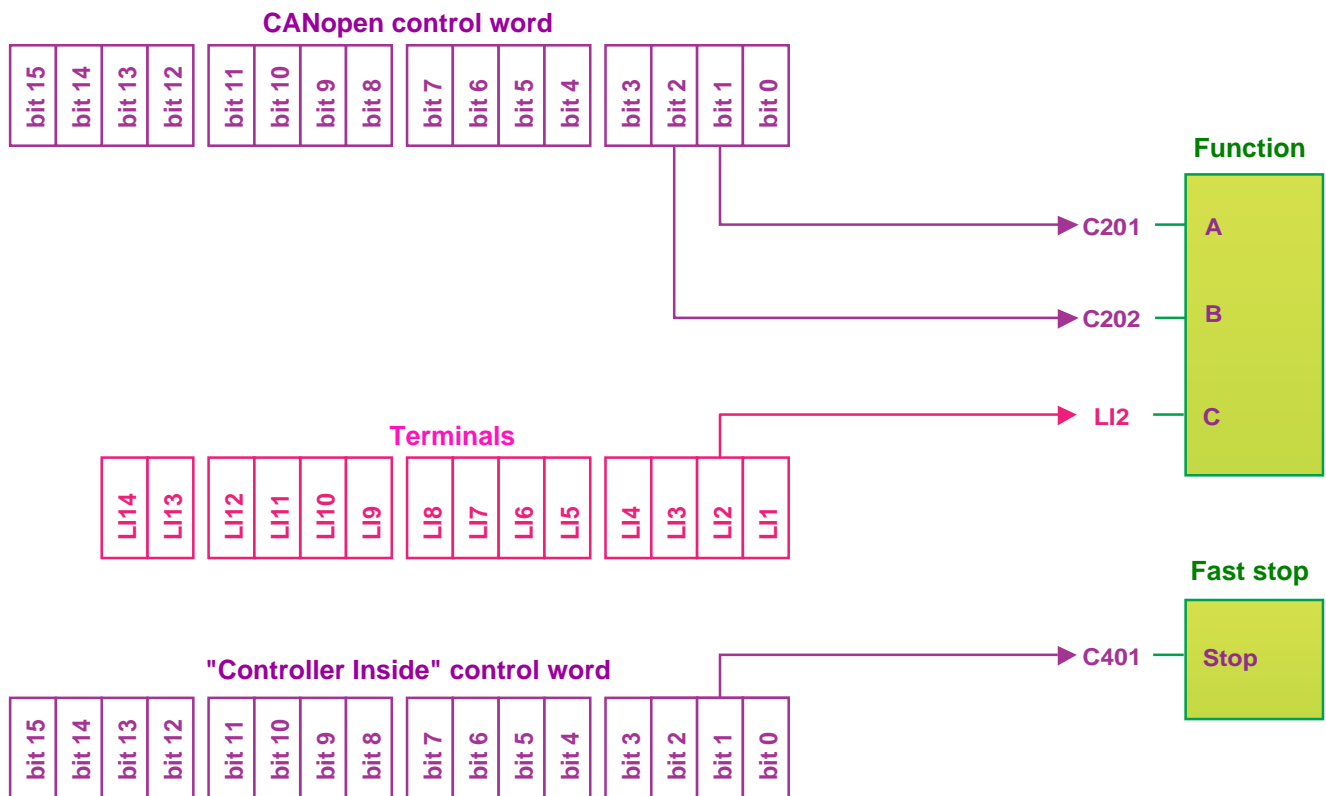 CANopen control word
bit 15 bit 14 bit 13 bit 12 bit 11 bit 10 bit 9 bit 8 bit 7 bit 6 bit 5 bit 4 bit 3 bit 2 bit 1 bit 0
Function
C201 A
C202 B
LI2 C
Terminals
LI14 LI13 LI12 LI11 LI10 LI9 LI8 LI7 LI6 LI5 LI4 LI3 LI2 LI1
Fast stop
C401 Stop
"Controller Inside" control word
bit 15 bit 14 bit 13 bit 12 bit 11 bit 10 bit 9 bit 8 bit 7 bit 6 bit 5 bit 4 bit 3 bit 2 bit 1 bit 0